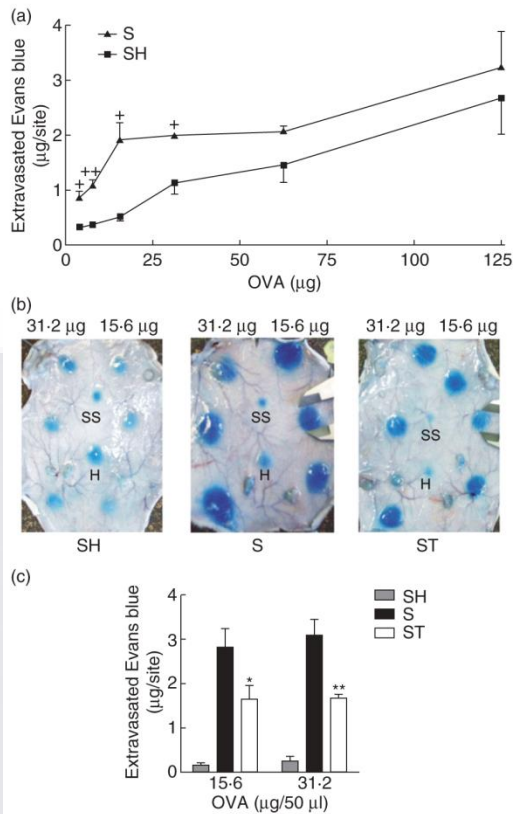 (a)
S
SH
Extravasated Evans blue
(µg/site)
4
3
2
1
0
+
++
+
+
0
25
50
75
100
125
OVA (µg)
(b)
31·2 µg 15·6 µg
31·2 µg 15·6 µg
31·2 µg 15·6 µg
SS
H
SS
H
SS
H
SH
S
ST
(c)
SH
S
ST
Extravasated Evans blue
(µg/site)
4
3
2
1
0
*
**
15·6
31·2
OVA (µg/50 µl)